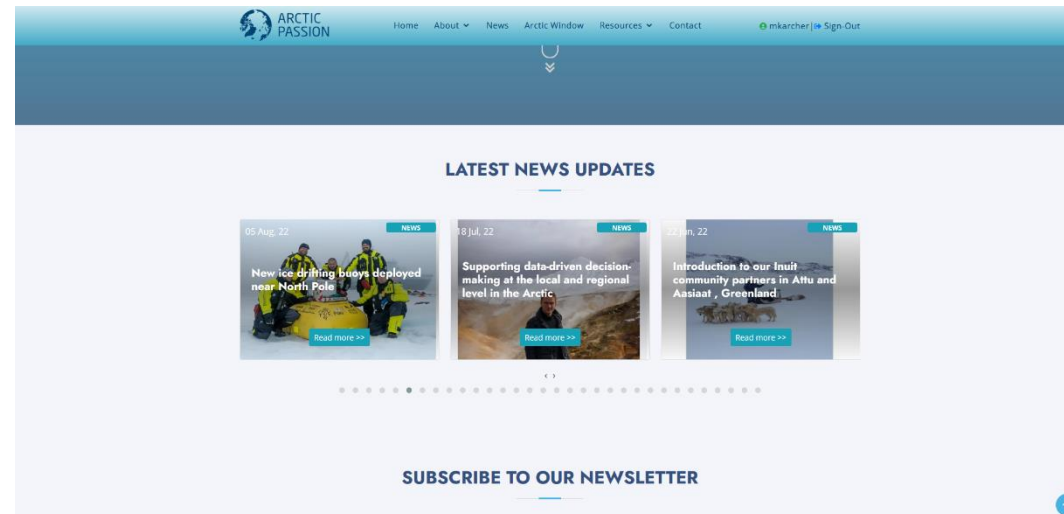 ARCTIC
PASSION
Home About News Arctic Window Resources Contact mkarcher | Sign-Out
LATEST NEWS UPDATES
05 Aug, 22 NEWS
New ice drifting buoys deployed
near North Pole
Read more >>
18 Jul, 22 NEWS
Supporting data-driven decision-
making at the local and regional
level in the Arctic
Read more >>
22 Jun, 22 NEWS
Introduction to our Inuit
community partners in Attu and
Aasiaat , Greenland
Read more >>
‹ ›
SUBSCRIBE TO OUR NEWSLETTER